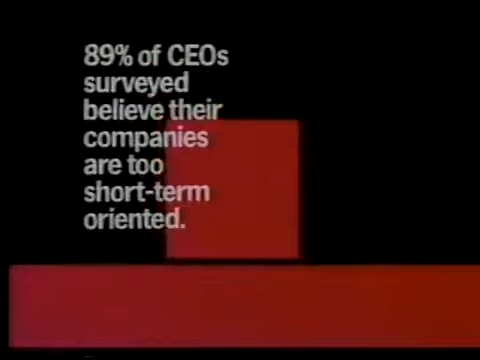 89% of CEOs
surveyed
believe their
companies
are too
short-term
oriented.